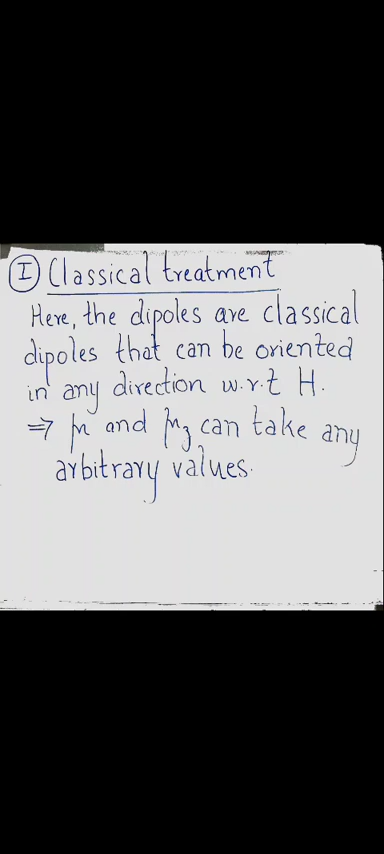 I Classical treatment
Here, the dipoles are classical
dipoles that can be oriented
in any direction w.r.t H.
⇒ μ and μz can take any
arbitrary values.